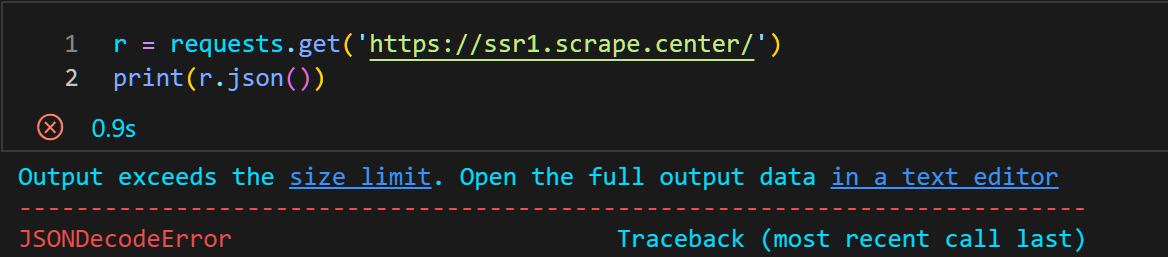 1 r = requests.get('https://ssr1.scrape.center/')
2 print(r.json())
0.9s
Output exceeds the size limit. Open the full output data in a text editor
---------------------------------------------------------------------------
JSONDecodeError Traceback (most recent call last)